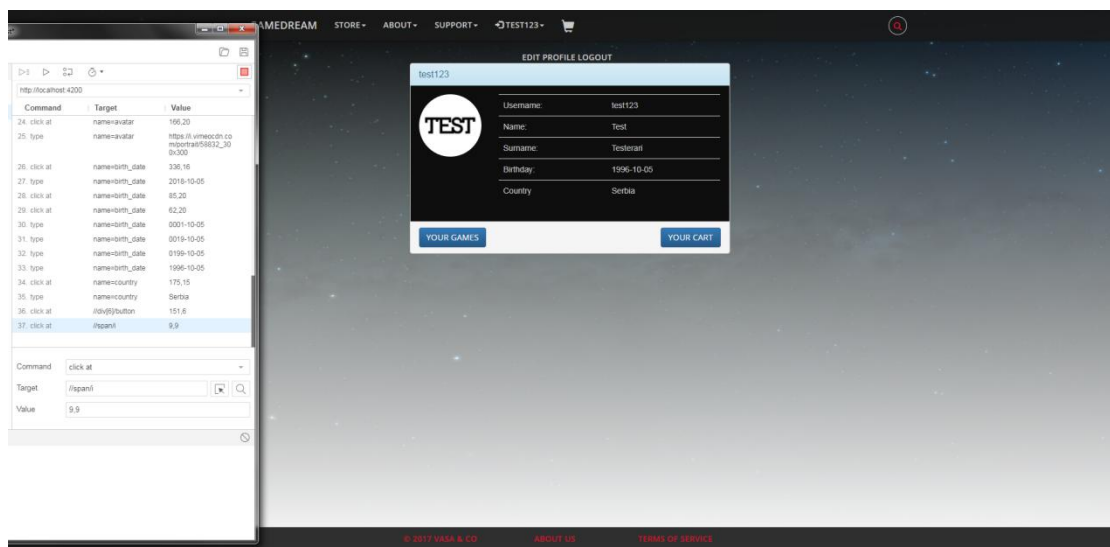 GAMEDREAM STORE ABOUT SUPPORT TEST123
http://localhost:4200
Command Target Value
24. click at name=avatar 166,20
25. type name=avatar https://i.vimeocdn.co
m/portrait/58832_30
0x300
26. click at name=birth_date 336,16
27. type name=birth_date 2018-10-05
28. click at name=birth_date 85,20
29. click at name=birth_date 62,20
30. type name=birth_date 0001-10-05
31. type name=birth_date 0019-10-05
32. type name=birth_date 0199-10-05
33. type name=birth_date 1996-10-05
34. click at name=country 175,15
35. type name=country Serbia
36. click at //div[6]/button 151,6
37. click at //span/i 9,9
Command click at
Target //span/i
Value 9,9
EDIT PROFILE LOGOUT
test123
TEST
Username: test123
Name: Test
Surname: Testerari
Birthday: 1996-10-05
Country Serbia
YOUR GAMES YOUR CART
© 2017 VASA & CO ABOUT US TERMS OF SERVICE